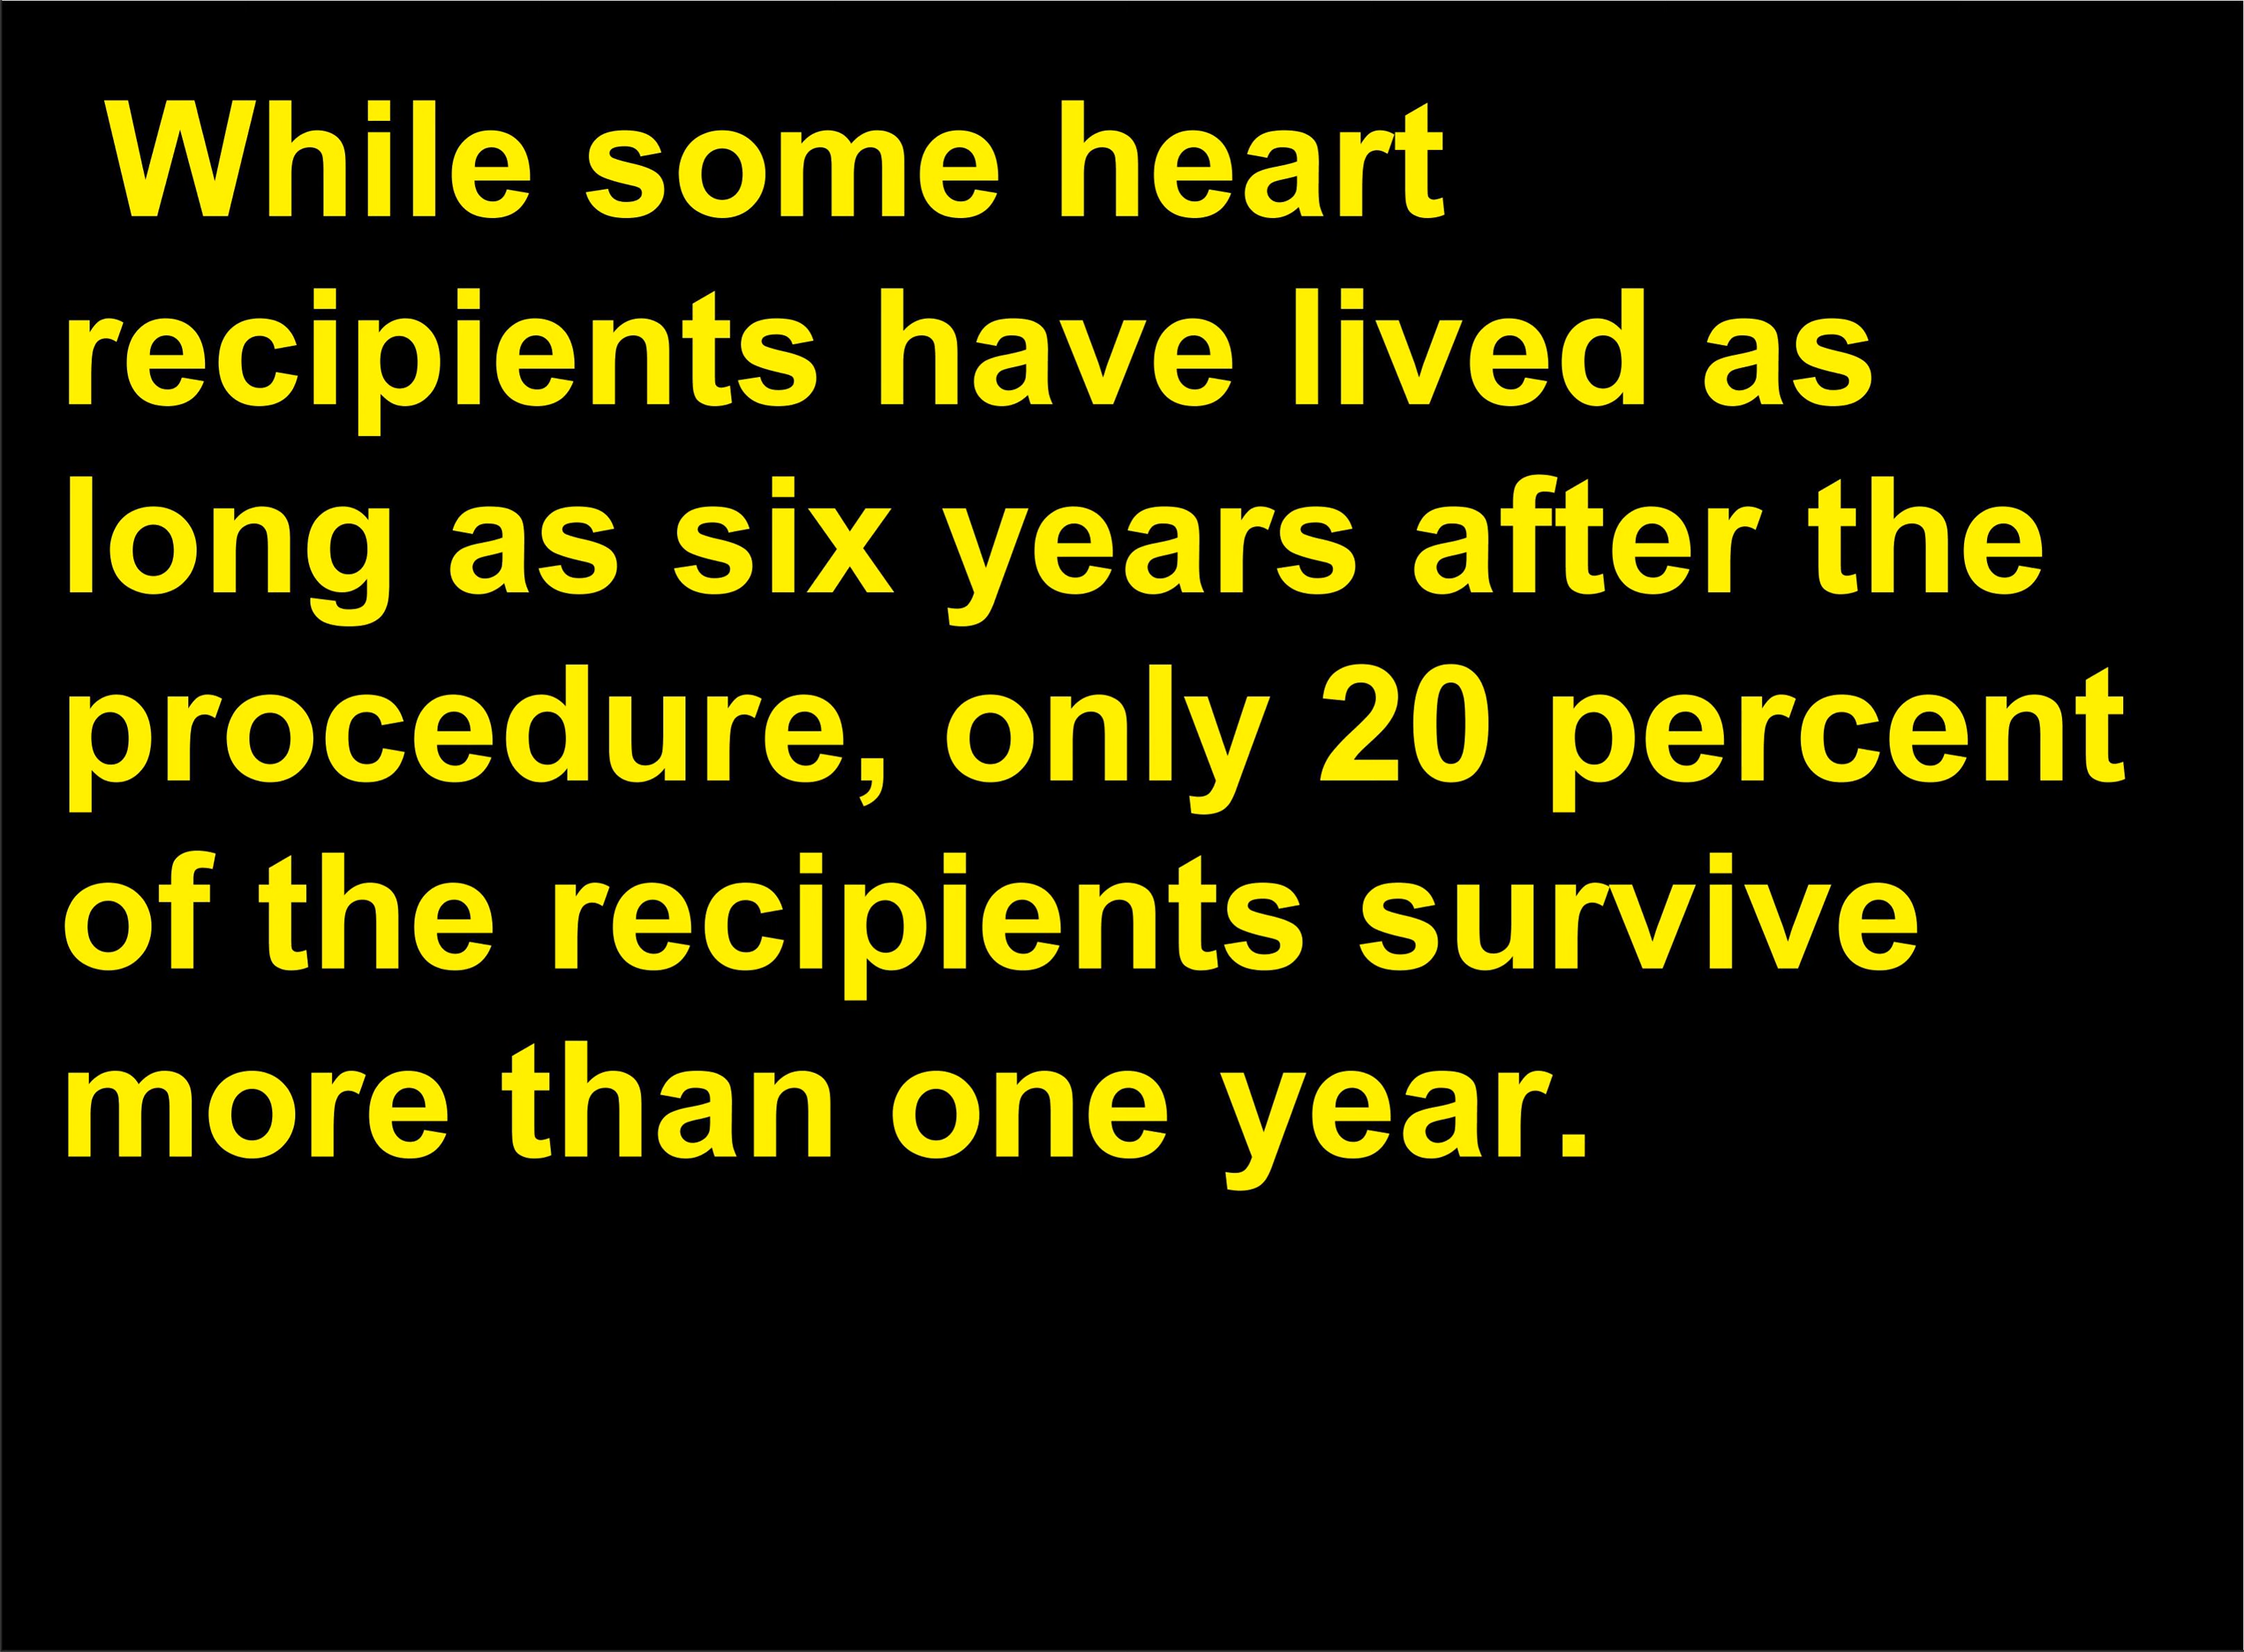 While some heart
recipients have lived as
long as six years after the
procedure, only 20 percent
of the recipients survive
more than one year.